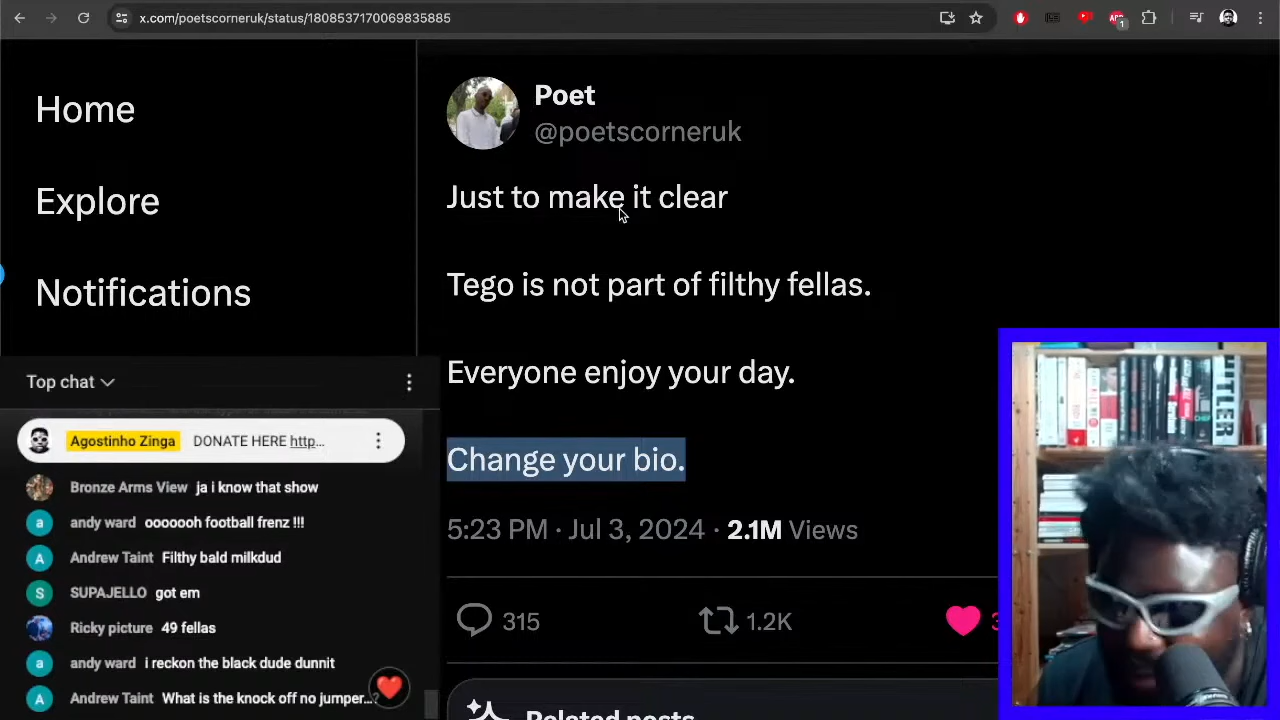 x.com/poetscorneruk/status/1808537170069835885
1
Home
Explore
Notifications
Poet
@poetscorneruk
Just to make it clear
Tego is not part of filthy fellas.
Everyone enjoy your day.
Change your bio.
5:23 PM · Jul 3, 2024 · 2.1M Views
315
1.2K
3
Related posts
Top chat
Agostinho Zinga DONATE HERE http...
Bronze Arms View ja i know that show
andy ward ooooooh football frenz !!!
Andrew Taint Filthy bald milkdud
SUPAJELLO got em
Ricky picture 49 fellas
andy ward i reckon the black dude dunnit
Andrew Taint What is the knock off no jumper...?
a
A
S
a
A
HITLER